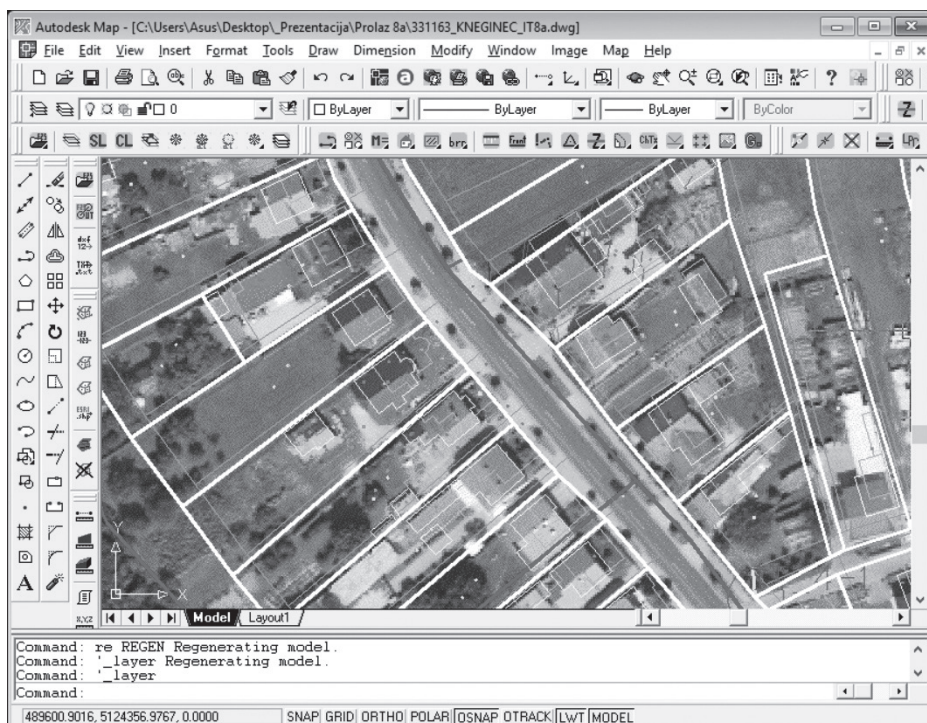 Autodesk Map - [C:\Users\Asus\Desktop\_Prezentacija\Prolaz 8a\331163_KNEGINEC_IT8a.dwg]
File Edit View Insert Format Tools Draw Dimension Modify Window Image Map Help
0 ByLayer ByLayer ByLayer ByColor
SL CL M= brc
A
Y
X
X,Y,Z Model Layout1
Command: re REGEN Regenerating model.
Command: '_layer Regenerating model.
Command: '_layer
Command:
489600.9016, 5124356.9767, 0.0000 SNAP GRID ORTHO POLAR OSNAP OTRACK LWT MODEL